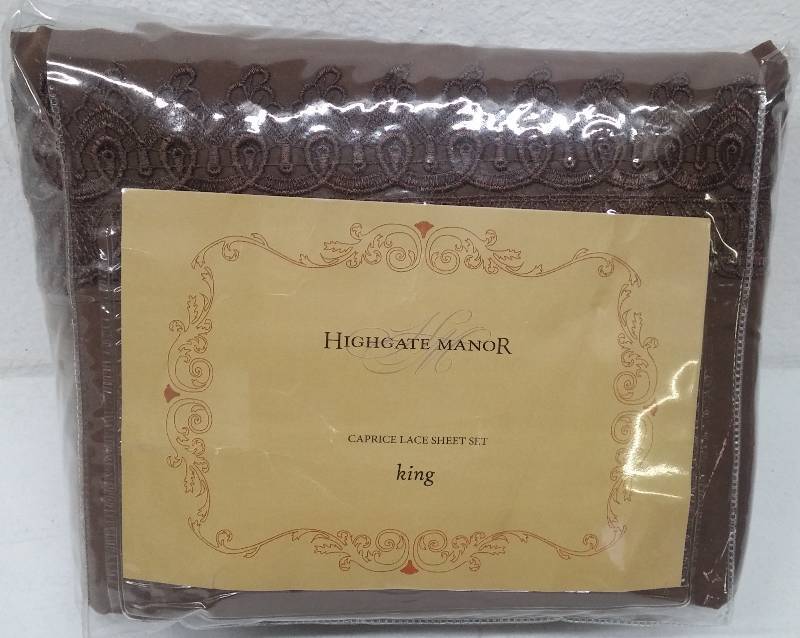 HIGHGATE MANOR
CAPRICE LACE SHEET SET
king